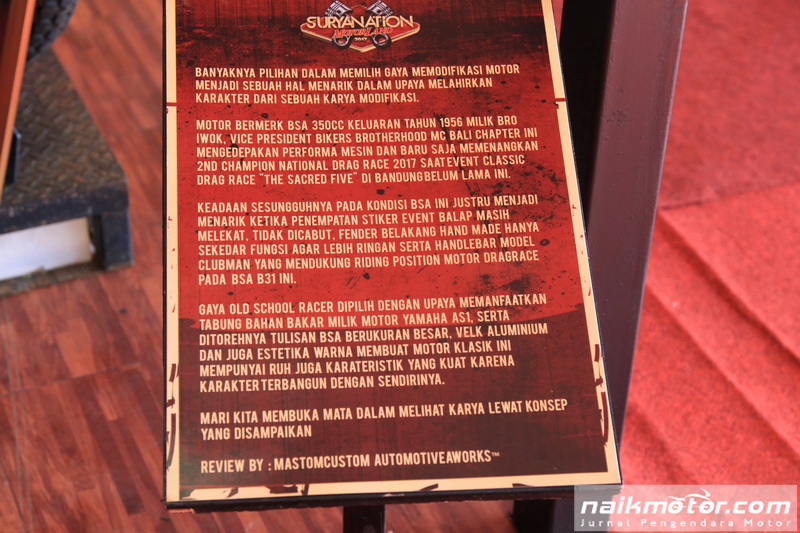 SURYANATION
MOTORLAND
2017
BANYAKNYA PILIHAN DALAM MEMILIH GAYA MEMODIFIKASI MOTOR
MENJADI SEBUAH HAL MENARIK DALAM UPAYA MELAHIRKAN
KARAKTER DARI SEBUAH KARYA MODIFIKASI.
MOTOR BERMERK BSA 350CC KELUARAN TAHUN 1956 MILIK BRO
IWOK, VICE PRESIDENT BIKERS BROTHERHOOD MC BALI CHAPTER INI
MENGEDEPAKAN PERFORMA MESIN DAN BARU SAJA MEMENANGKAN
2ND CHAMPION NATIONAL DRAG RACE 2017 SAAT EVENT CLASSIC
DRAG RACE "THE SACRED FIVE" DI BANDUNG BELUM LAMA INI.
KEADAAN SESUNGGUHNYA PADA KONDISI BSA INI JUSTRU MENJADI
MENARIK KETIKA PENEMPATAN STIKER EVENT BALAP MASIH
MELEKAT, TIDAK DICABUT, FENDER BELAKANG HAND MADE HANYA
SEKEDAR FUNGSI AGAR LEBIH RINGAN SERTA HANDLEBAR MODEL
CLUBMAN YANG MENDUKUNG RIDING POSITION MOTOR DRAGRACE
PADA BSA B31 INI.
GAYA OLD SCHOOL RACER DIPILIH DENGAN UPAYA MEMANFAATKAN
TABUNG BAHAN BAKAR MILIK MOTOR YAMAHA AS1, SERTA
DITOREHNYA TULISAN BSA BERUKURAN BESAR, VELK ALUMINIUM
DAN JUGA ESTETIKA WARNA MEMBUAT MOTOR KLASIK INI
MEMPUNYAI RUH JUGA KARATERISTIK YANG KUAT KARENA
KARAKTER TERBANGUN DENGAN SENDIRINYA.
MARI KITA MEMBUKA MATA DALAM MELIHAT KARYA LEWAT KONSEP
YANG DISAMPAIKAN
REVIEW BY : MASTOMCUSTOM AUTOMOTIVEAWORKS™
naikmotor.com
Jurnal Pengendara Motor